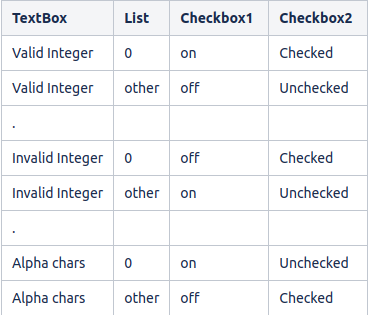 TextBox List Checkbox1 Checkbox2
Valid Integer 0 on Checked
Valid Integer other off Unchecked
.
Invalid Integer 0 off Checked
Invalid Integer other on Unchecked
.
Alpha chars 0 on Unchecked
Alpha chars other off Checked